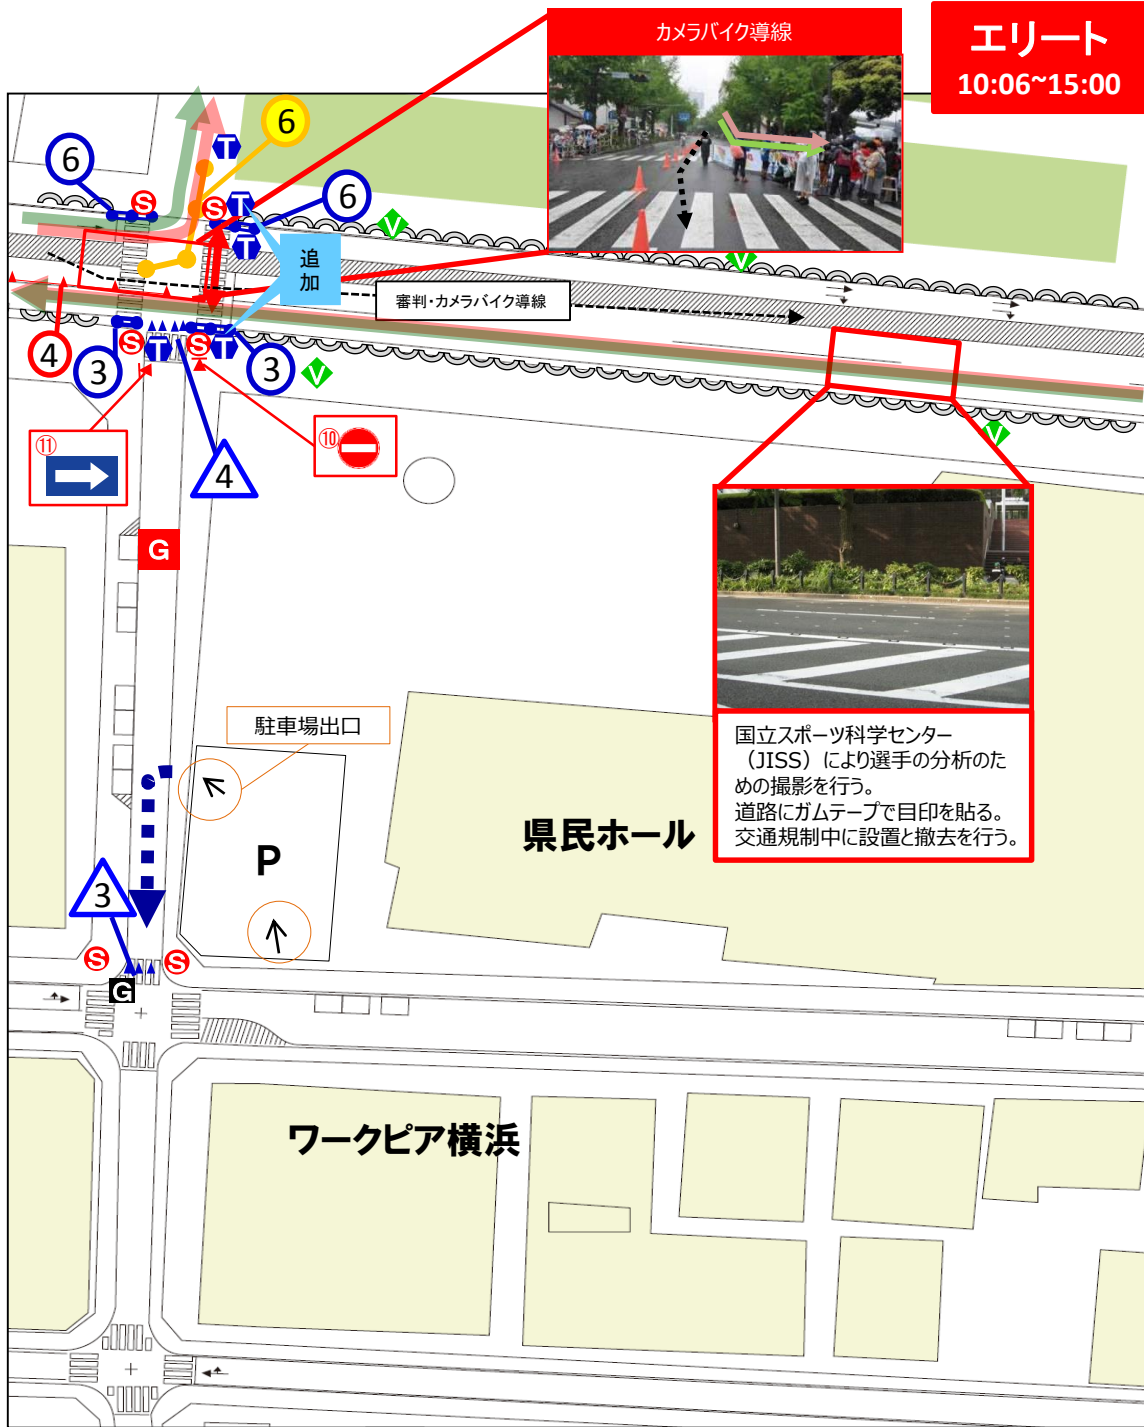 エリート
10:06~15:00
カメラバイク導線
6
T
6
S
S
T
6
T
V
V
追
加
審判・カメラバイク導線
4
3
S
T
S
T
3
V
V
⑪
⑩
4
G
国立スポーツ科学センター
（JISS）により選手の分析のた
めの撮影を行う。
道路にガムテープで目印を貼る。
交通規制中に設置と撤去を行う。
駐車場出口
県民ホール
P
3
S
S
G
ワークピア横浜